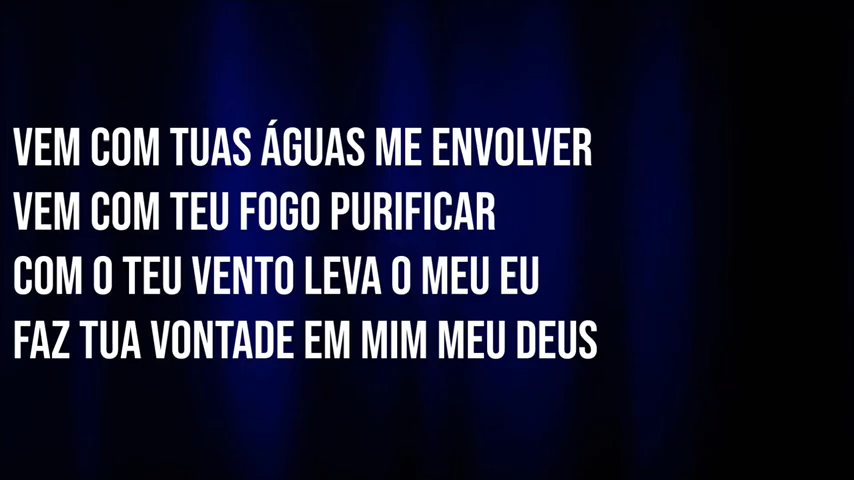 VEM COM TUAS ÁGUAS ME ENVOLVER
VEM COM TEU FOGO PURIFICAR
COM O TEU VENTO LEVA O MEU EU
FAZ TUA VONTADE EM MIM MEU DEUS